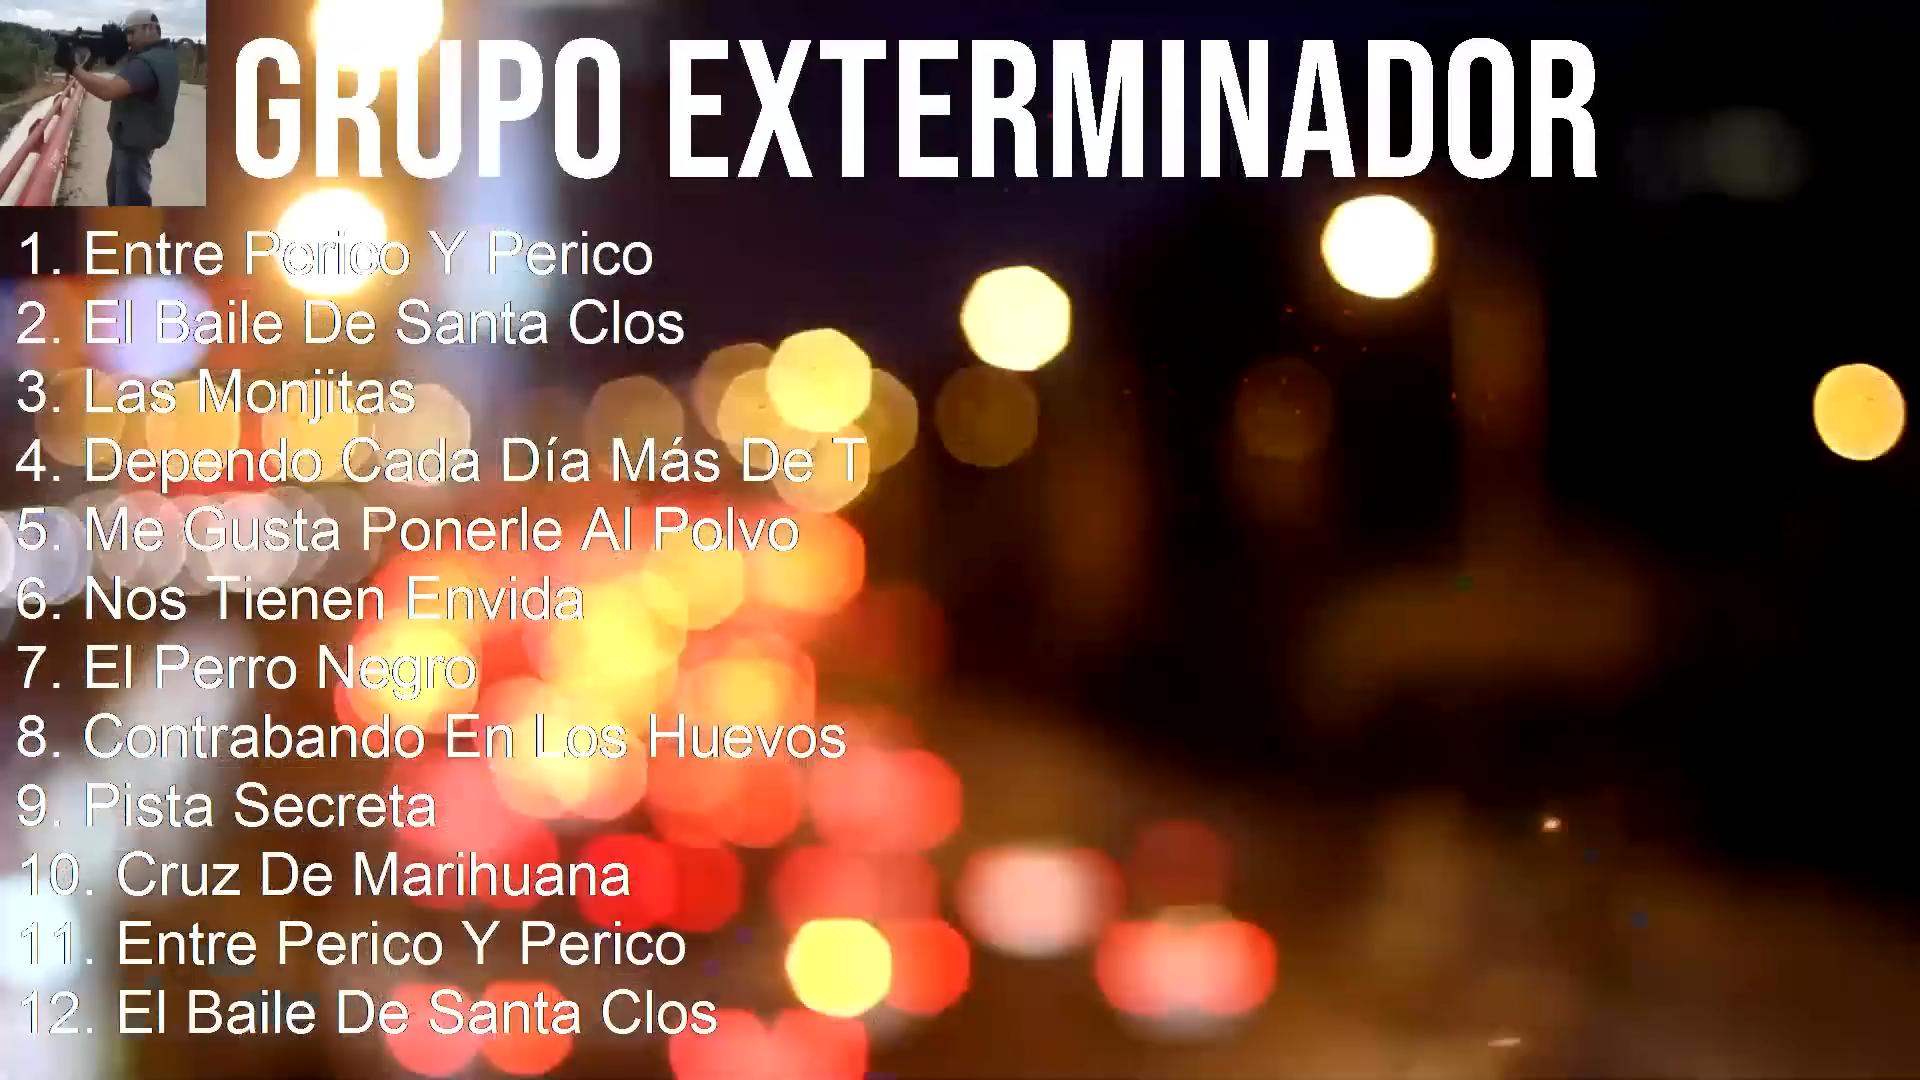 GRUPO EXTERMINADOR
1. Entre Perico Y Perico
2. El Baile De Santa Clos
3. Las Monjitas
4. Dependo Cada Día Más De T
5. Me Gusta Ponerle Al Polvo
6. Nos Tienen Envida
7. El Perro Negro
8. Contrabando En Los Huevos
9. Pista Secreta
10. Cruz De Marihuana
11. Entre Perico Y Perico
12. El Baile De Santa Clos